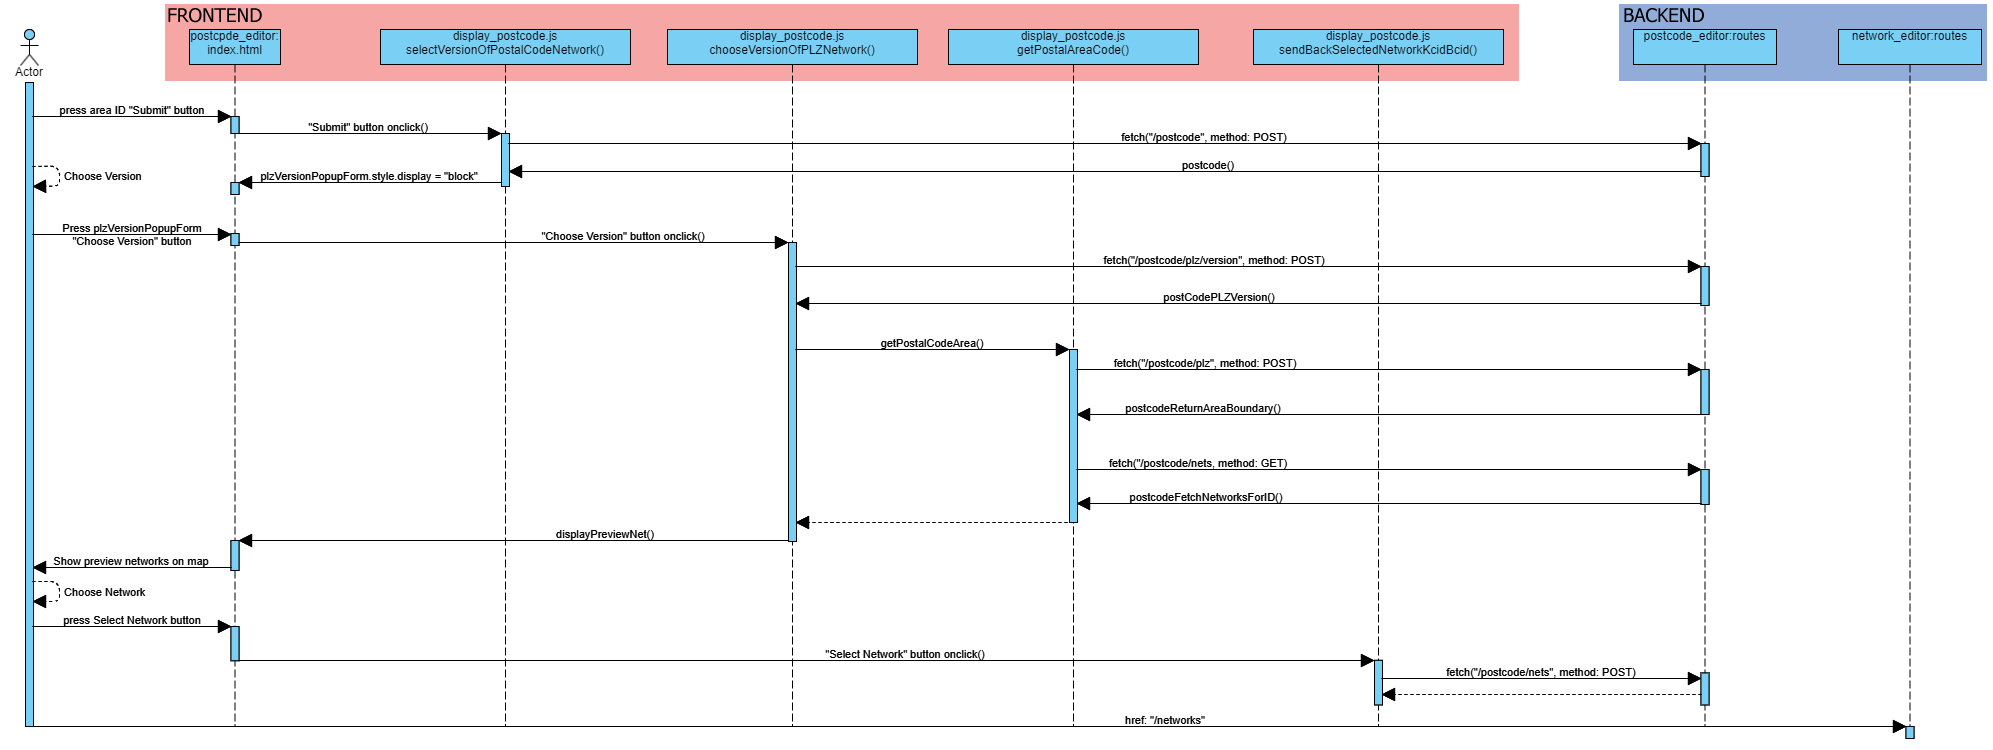 FRONTEND
BACKEND
postcpde_editor:
index.html
display_postcode.js
selectVersionOfPostalCodeNetwork()
display_postcode.js
chooseVersionOfPLZNetwork()
display_postcode.js
getPostalAreaCode()
display_postcode.js
sendBackSelectedNetworkKcidBcid()
postcode_editor:routes
network_editor:routes
Actor
press area ID "Submit" button
"Submit" button onclick()
fetch("/postcode", method: POST)
postcode()
Choose Version
plzVersionPopupForm.style.display = "block"
Press plzVersionPopupForm
"Choose Version" button
"Choose Version" button onclick()
fetch("/postcode/plz/version", method: POST)
postCodePLZVersion()
getPostalCodeArea()
fetch("/postcode/plz", method: POST)
postcodeReturnAreaBoundary()
fetch("/postcode/nets, method: GET)
postcodeFetchNetworksForID()
displayPreviewNet()
Show preview networks on map
Choose Network
press Select Network button
"Select Network" button onclick()
fetch("/postcode/nets", method: POST)
href: "/networks"